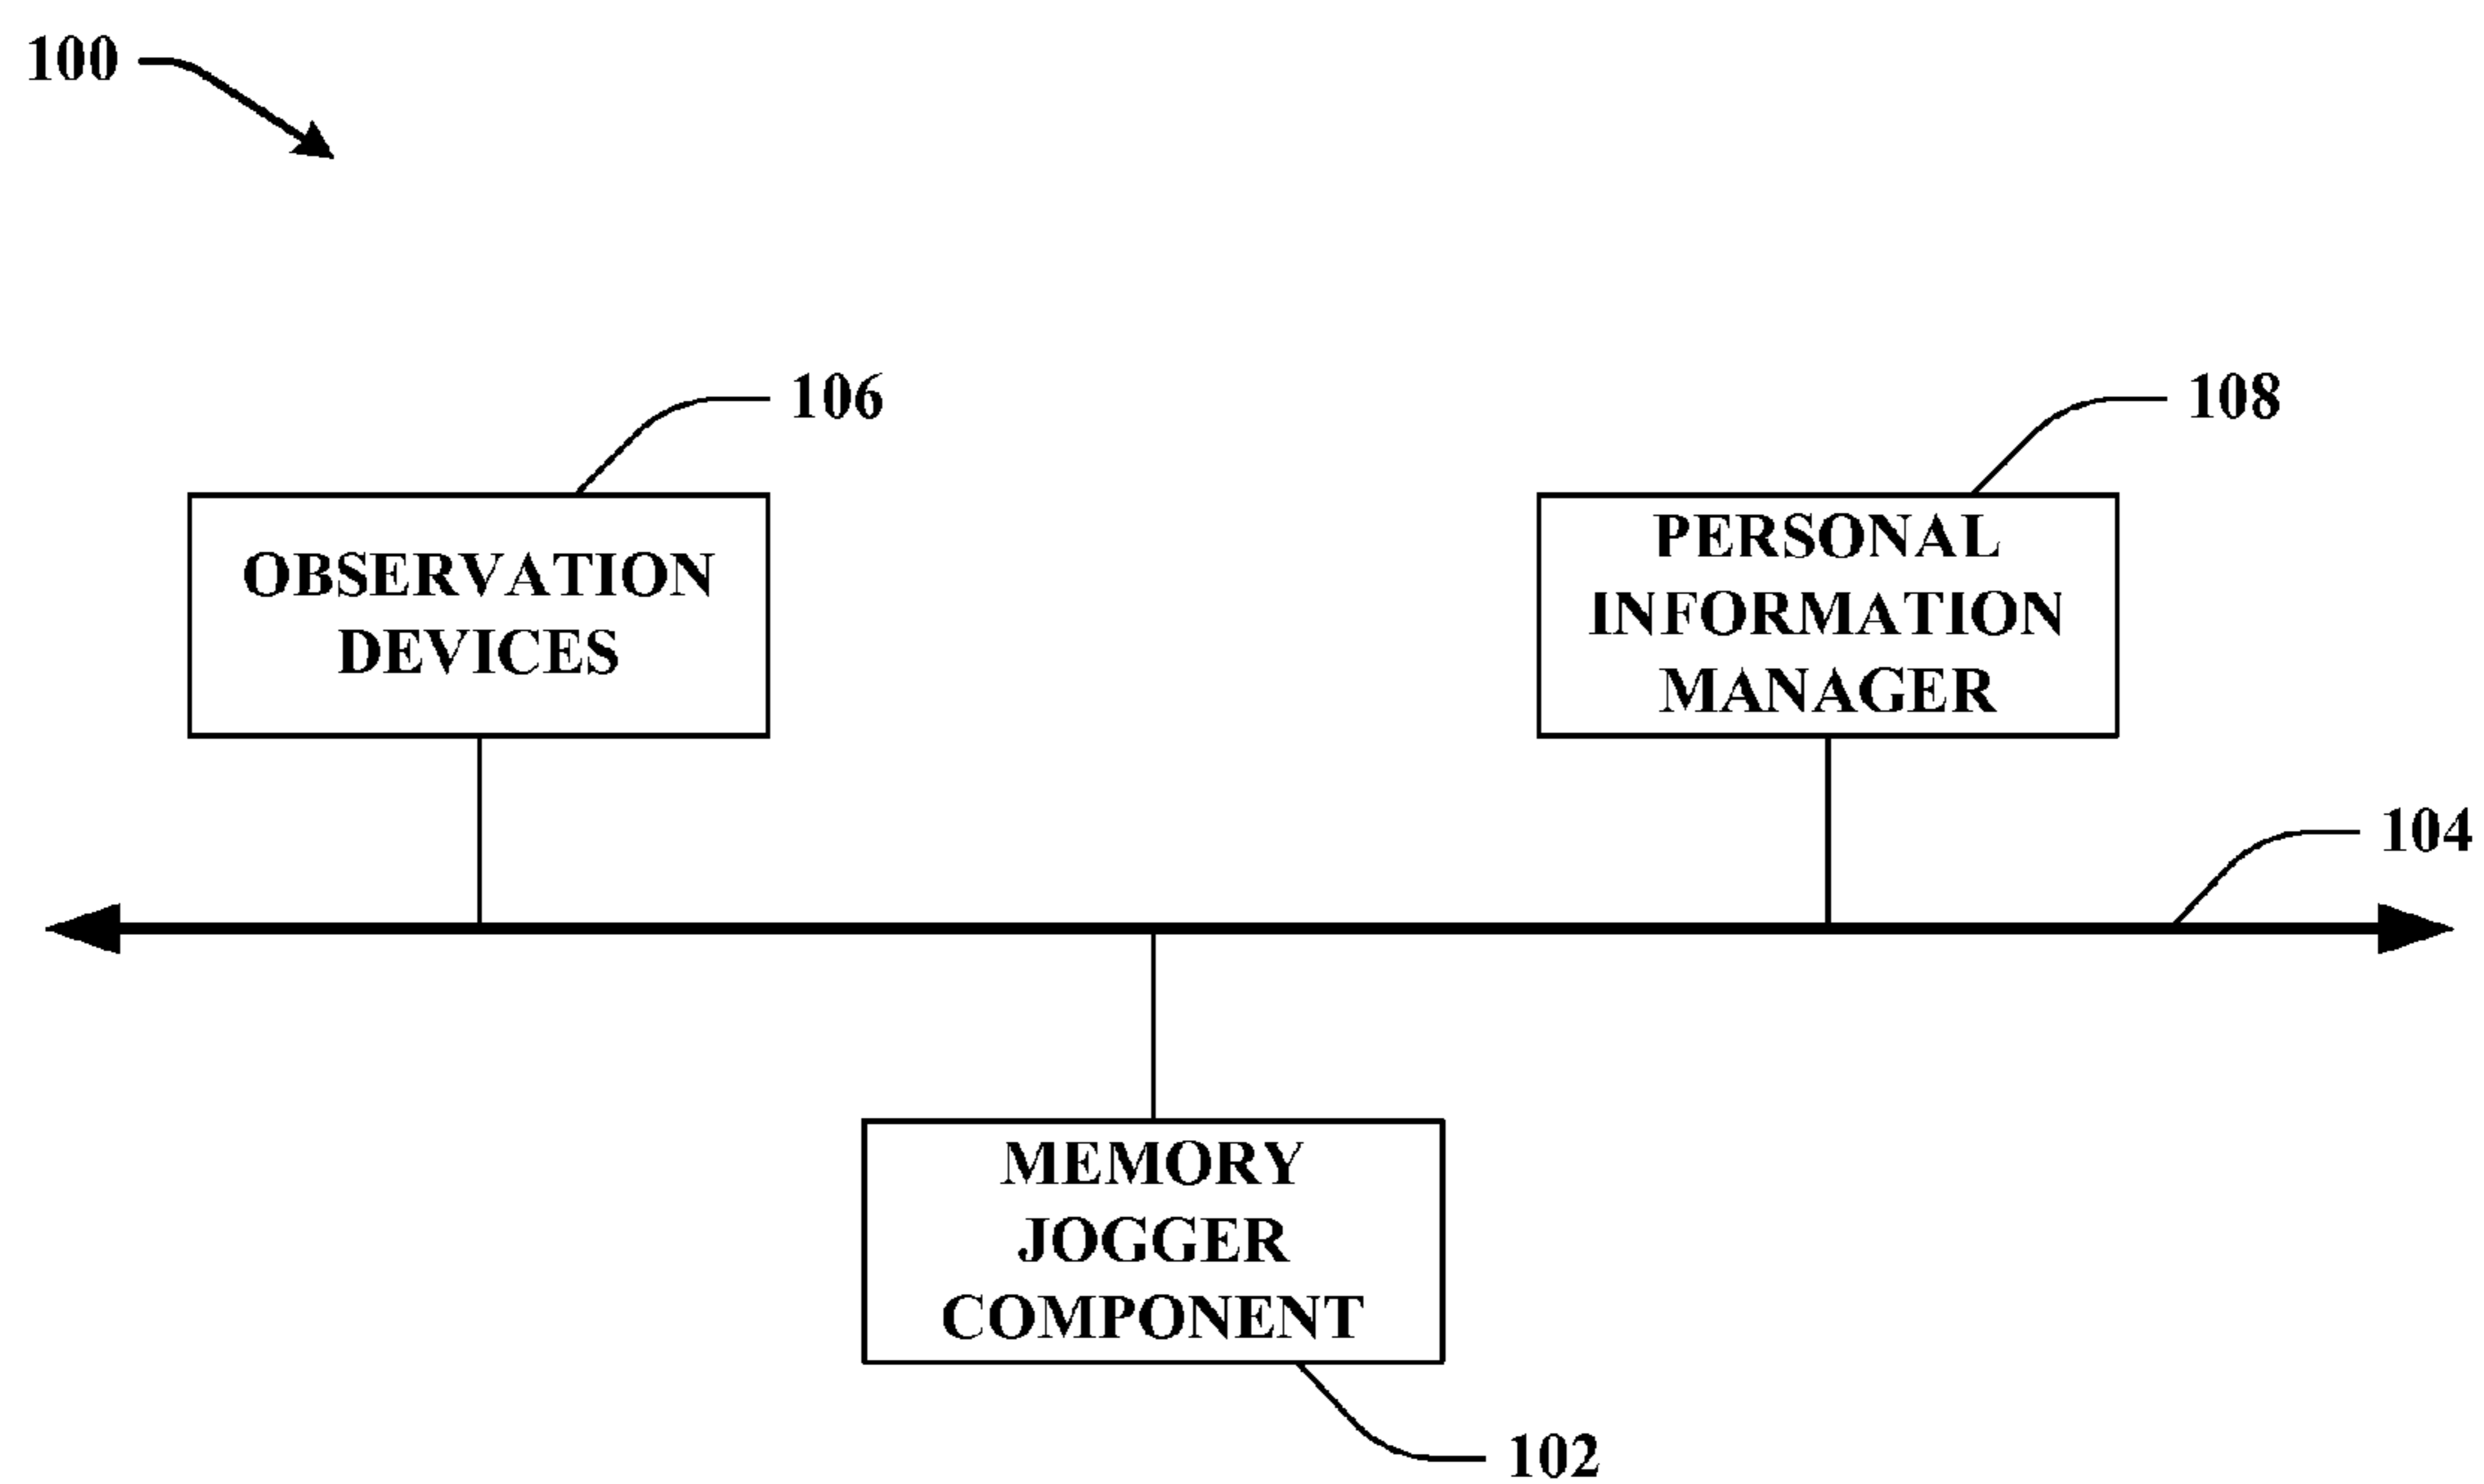 100
106
108
OBSERVATION
DEVICES
PERSONAL
INFORMATION
MANAGER
104
MEMORY
JOGGER
COMPONENT
102